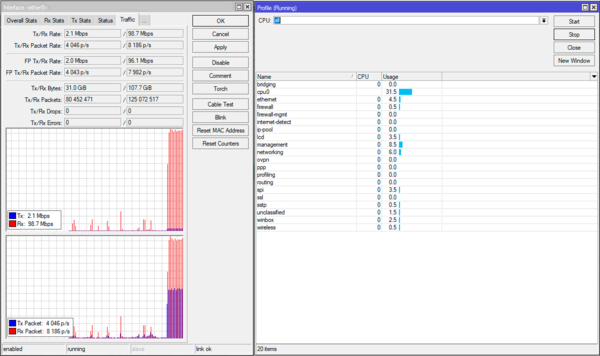 Interface <ether1>
Overall Stats Rx Stats Tx Stats Status Traffic ...
Tx/Rx Rate: 2.1 Mbps / 98.7 Mbps
Tx/Rx Packet Rate: 4 046 p/s / 8 186 p/s
FP Tx/Rx Rate: 2.0 Mbps / 96.1 Mbps
FP Tx/Rx Packet Rate: 4 043 p/s / 7 982 p/s
Tx/Rx Bytes: 31.0 GiB / 107.7 GiB
Tx/Rx Packets: 80 452 471 / 125 072 517
Tx/Rx Drops: 0 / 0
Tx/Rx Errors: 0 / 0
Tx: 2.1 Mbps
Rx: 98.7 Mbps
Tx Packet: 4 046 p/s
Rx Packet: 8 186 p/s
OK
Cancel
Apply
Disable
Comment
Torch
Cable Test
Blink
Reset MAC Address
Reset Counters
enabled running slave link ok
Profile (Running)
CPU: all
Start
Stop
Close
New Window
Name / CPU Usage
bridging 0 0.0
cpu0 31.5
ethernet 0 4.5
firewall 0 0.5
firewall-mgmt 0 0.0
internet-detect 0 0.0
ip-pool 0 0.0
lcd 0 3.5
management 0 8.5
networking 0 6.0
ovpn 0 0.0
ppp 0 0.0
profiling 0 0.0
routing 0 0.0
spi 0 3.5
ssl 0 0.0
sstp 0 0.5
unclassified 0 1.5
winbox 0 2.5
wireless 0 0.5
20 items